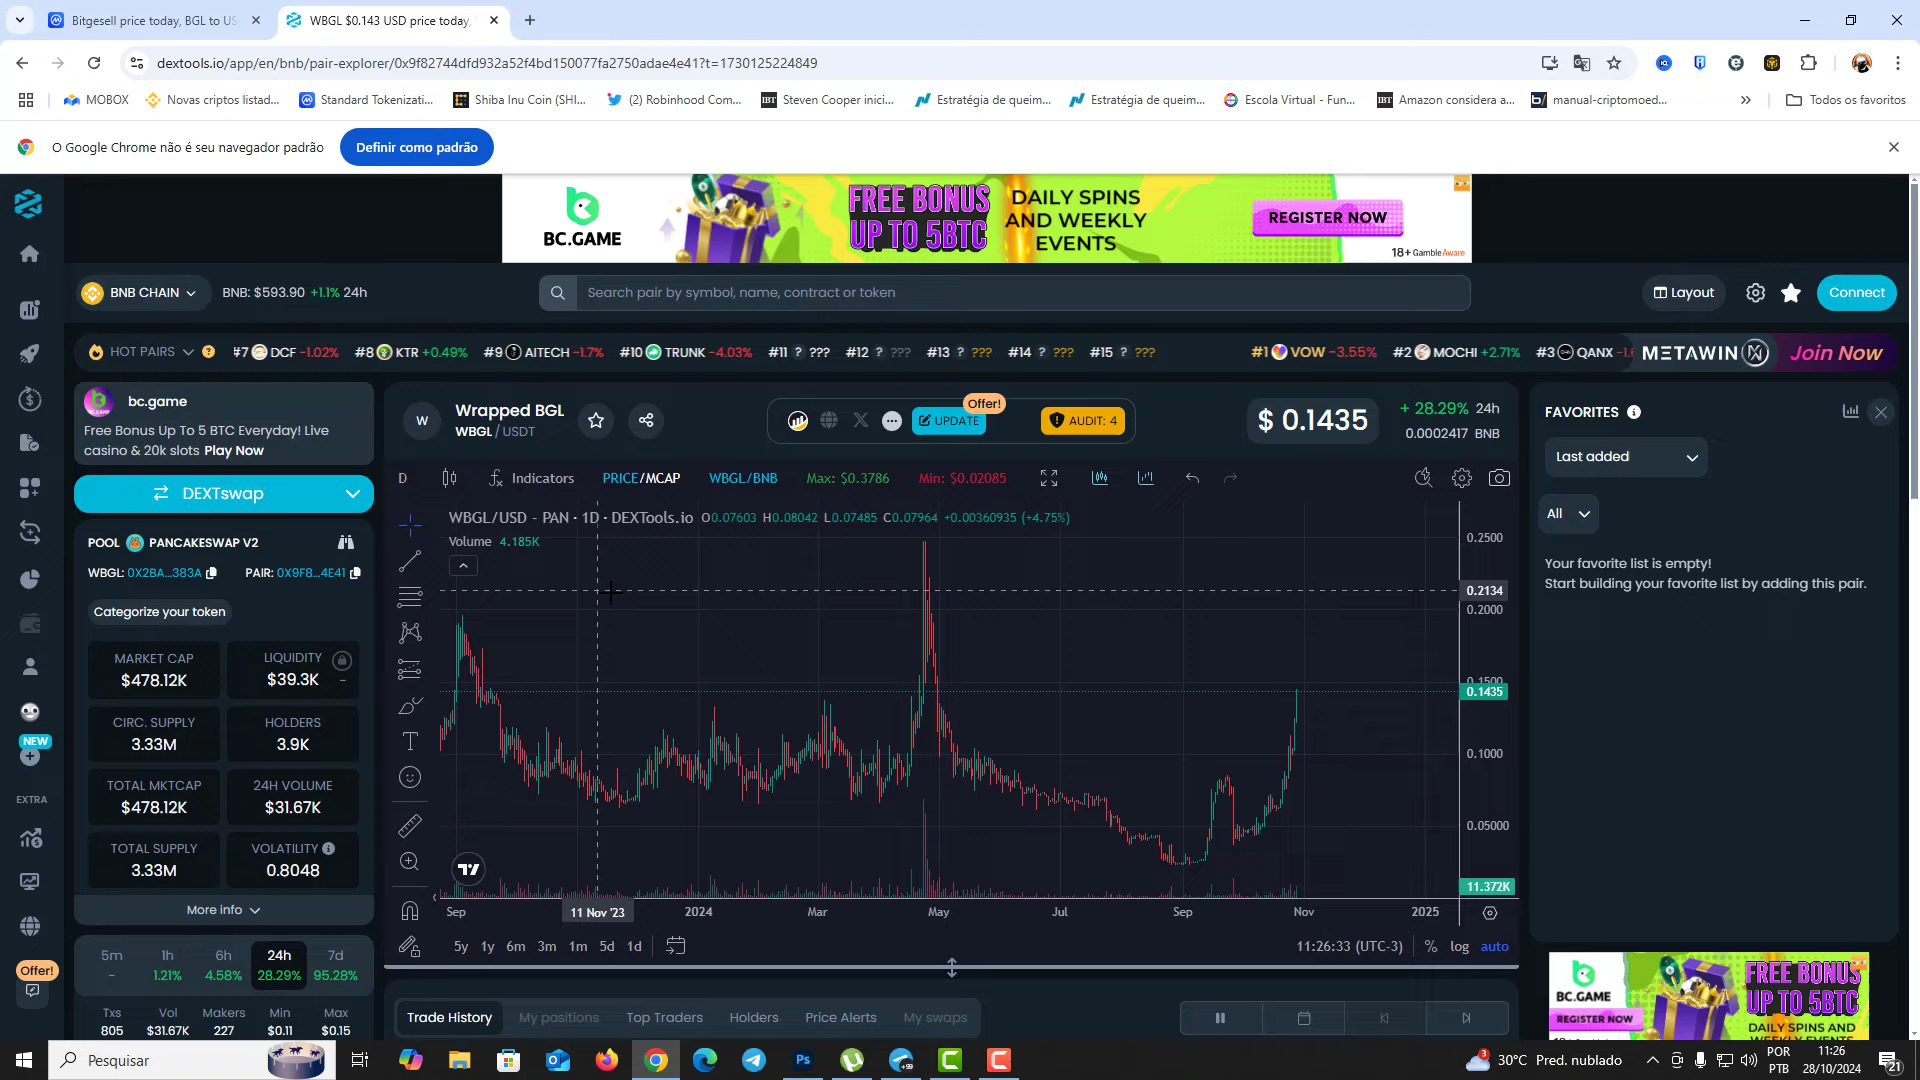 Bitgesell price today, BGL to US
WBGL $0.143 USD price today,
dextools.io/app/en/bnb/pair-explorer/0x9f82744dfd932a52f4bd150077fa2750adae4e41?t=1730125224849
MOBOX
Novas criptos listad...
Standard Tokenizati...
Shiba Inu Coin (SHI...
(2) Robinhood Com...
Steven Cooper inici...
Estratégia de queim...
Estratégia de queim...
Escola Virtual - Fun...
Amazon considera a...
manual-criptomoed...
Todos os favoritos
O Google Chrome não é seu navegador padrão
Definir como padrão
BC.GAME
FREE BONUS
UP TO 5BTC
DAILY SPINS
AND WEEKLY
EVENTS
REGISTER NOW
18+ GambleAware
BNB CHAIN
BNB: $593.90 +1.1% 24h
Search pair by symbol, name, contract or token
Layout
Connect
HOT PAIRS
#7 DCF -1.02%
#8 KTR +0.49%
#9 AITECH -1.7%
#10 TRUNK -4.03%
#11 ? ???
#12 ? ???
#13 ? ???
#14 ? ???
#15 ? ???
#1 VOW -3.55%
#2 MOCHI +2.71%
#3 QANX -1.6
METAWIN
Join Now
bc.game
Free Bonus Up To 5 BTC Everyday! Live
casino & 20k slots Play Now
DEXTswap
POOL PANCAKESWAP V2
WBGL: 0X2BA...383A
PAIR: 0X9F8...4E41
Categorize your token
MARKET CAP
$478.12K
LIQUIDITY
$39.3K
-
CIRC. SUPPLY
3.33M
HOLDERS
3.9K
TOTAL MKTCAP
$478.12K
24H VOLUME
$31.67K
TOTAL SUPPLY
3.33M
VOLATILITY
0.8048
More info
5m
-
1h
1.21%
6h
4.58%
24h
28.29%
7d
95.28%
Txs
805
Vol
$31.67K
Makers
227
Min
$0.11
Max
$0.15
NEW
EXTRA
Offer!
W
Wrapped BGL
WBGL / USDT
Offer!
UPDATE
AUDIT: 4
$ 0.1435
+ 28.29% 24h
0.0002417 BNB
D
Indicators
PRICE/MCAP
WBGL/BNB
Max: $0.3786
Min: $0.02085
WBGL/USD - PAN · 1D · DEXTools.io O0.07603 H0.08042 L0.07485 C0.07964 +0.00360935 (+4.75%)
Volume 4.185K
0.2500
0.2134
0.2000
0.1500
0.1435
0.1000
0.05000
11.372K
Sep
11 Nov '23
2024
Mar
May
Jul
Sep
Nov
2025
5y
1y
6m
3m
1m
5d
1d
11:26:33 (UTC-3)
%
log
auto
Trade History
My positions
Top Traders
Holders
Price Alerts
My swaps
FAVORITES
Last added
All
Your favorite list is empty!
Start building your favorite list by adding this pair.
BC.GAME
REGISTER NOW
FREE BONUS
UP TO 5BTC
DAILY SPINS
AND WEEKLY
Pesquisar
Ps
+99
3
30°C Pred. nublado
POR
PTB
11:26
28/10/2024
21